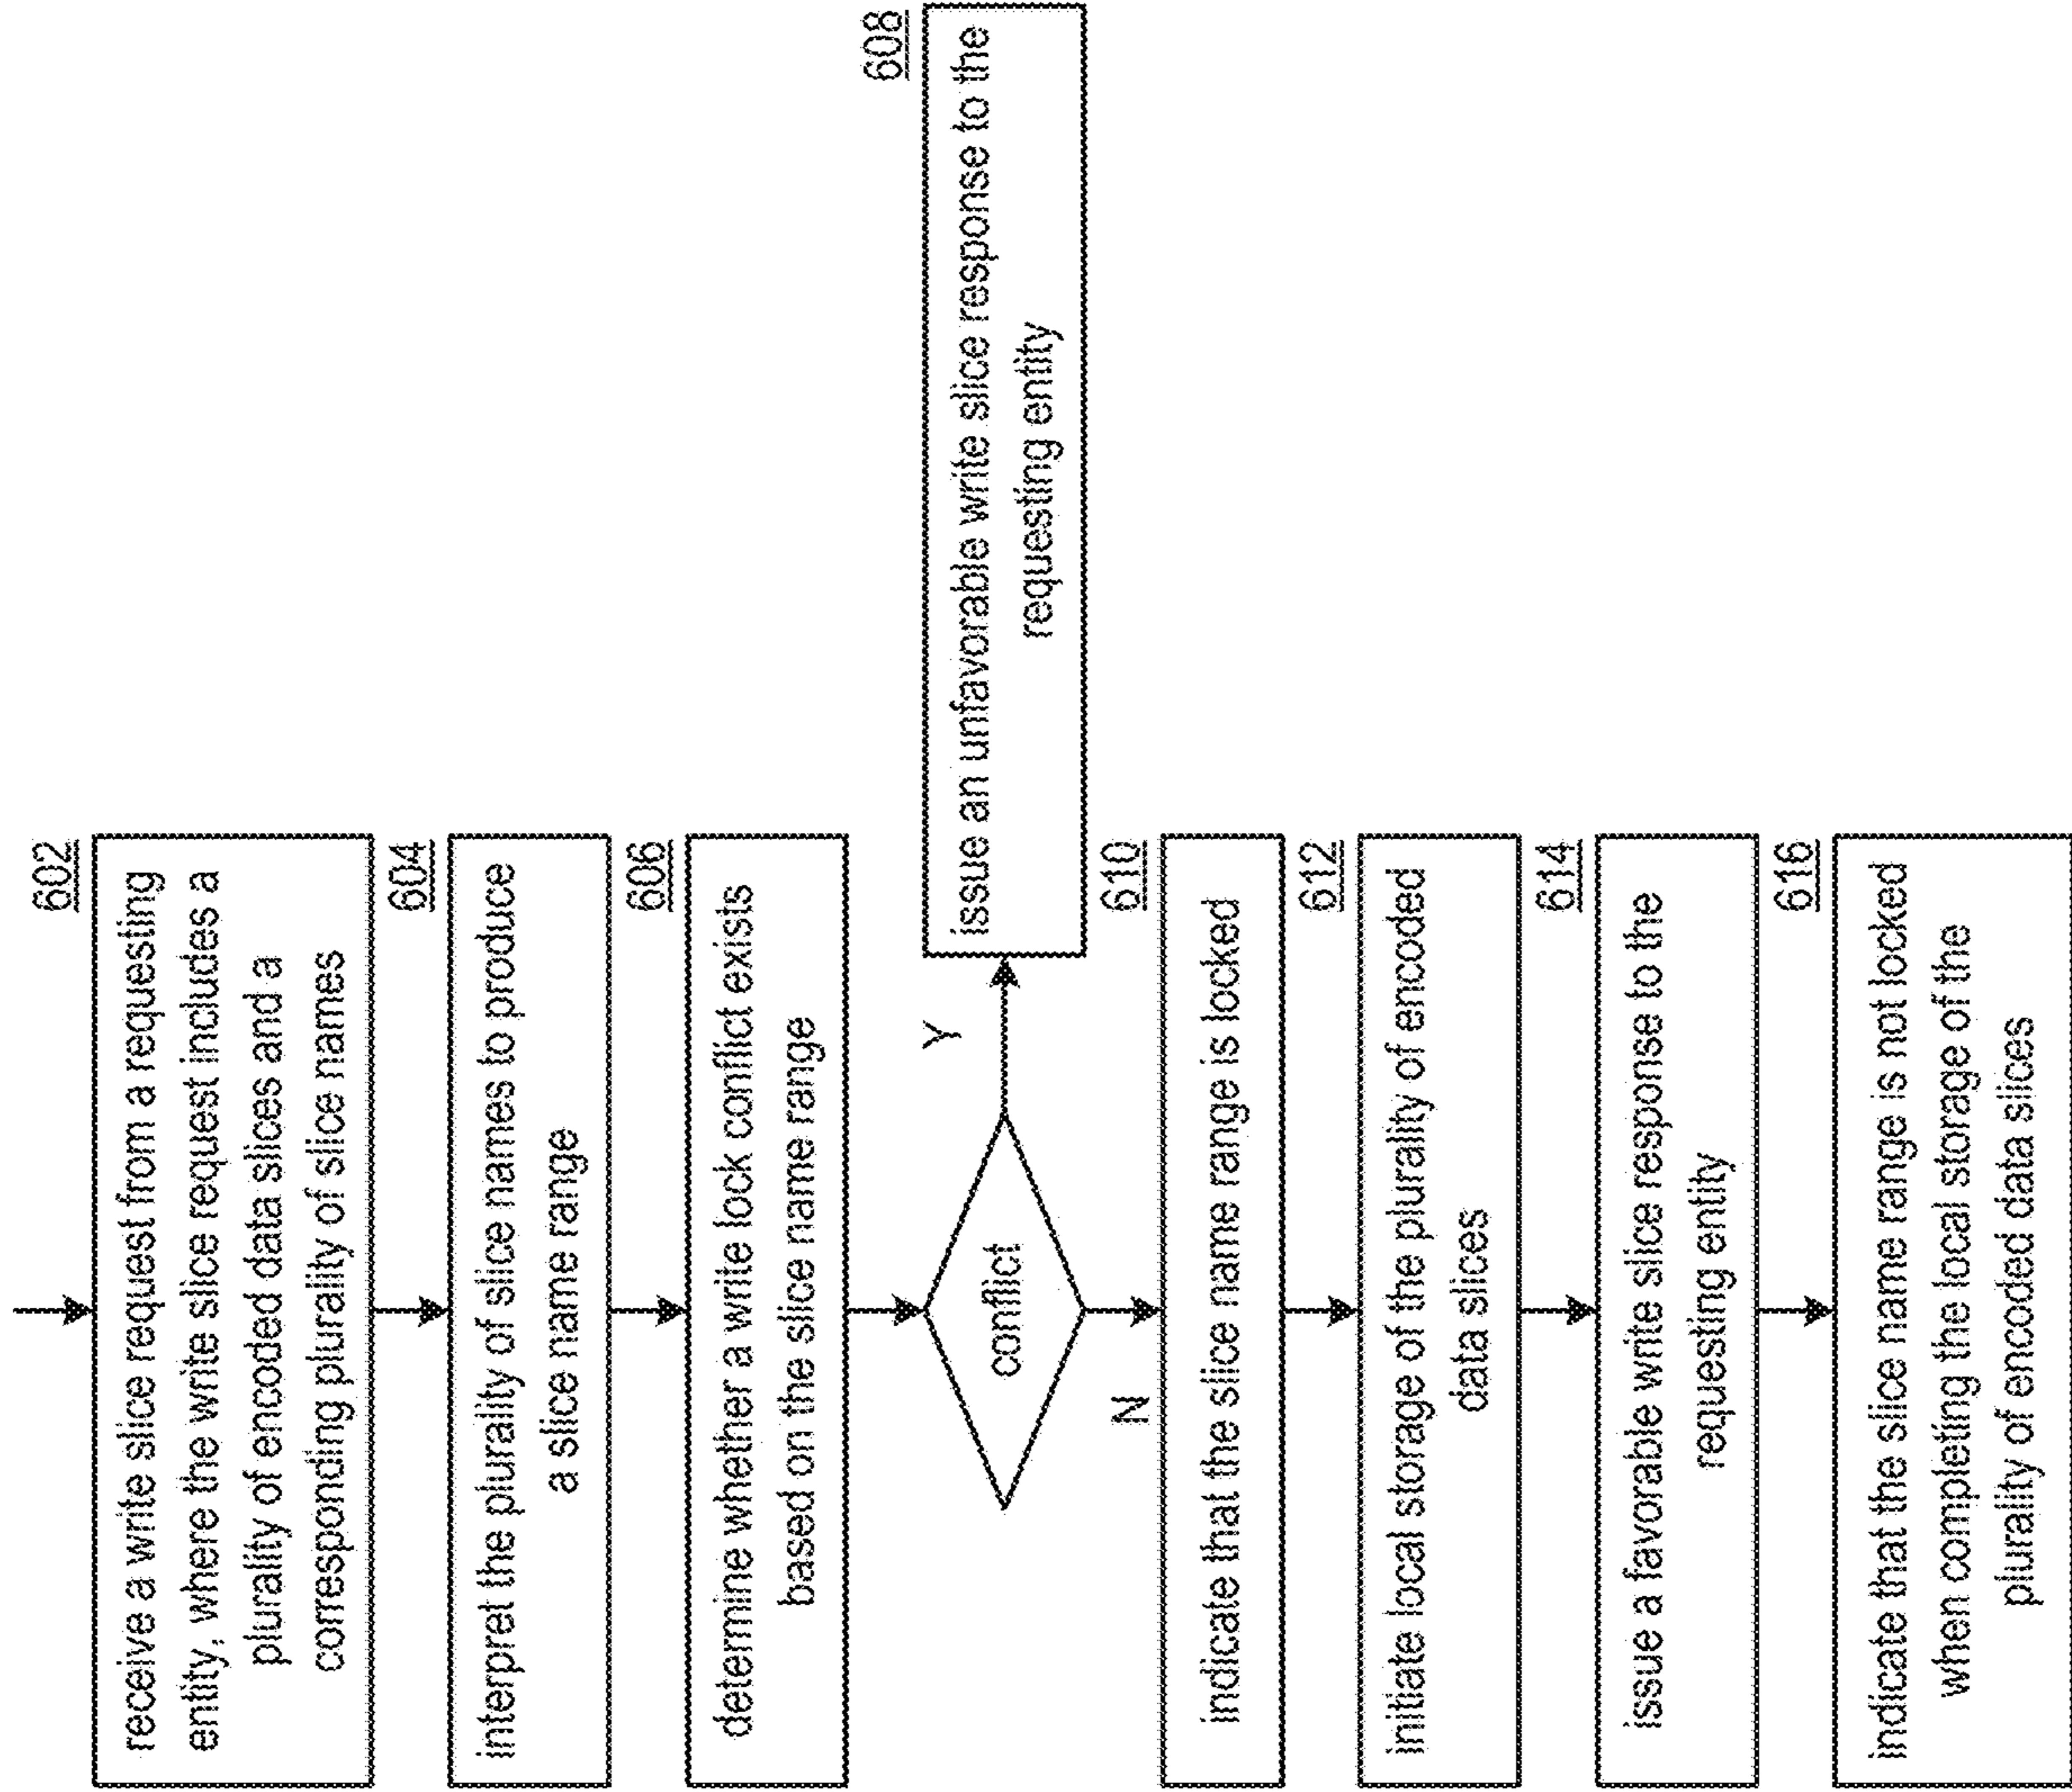 602
receive a write slice request from a requesting
entity, where the write slice request includes a
plurality of encoded data slices and a
corresponding plurality of slice names
604
interpret the plurality of slice names to produce
a slice name range
606
determine whether a write lock conflict exists
based on the slice name range
conflict
Y
608
issue an unfavorable write slice response to the
requesting entity
N
610
indicate that the slice name range is locked
612
initiate local storage of the plurality of encoded
data slices
614
issue a favorable write slice response to the
requesting entity
616
indicate that the slice name range is not locked
when completing the local storage of the
plurality of encoded data slices